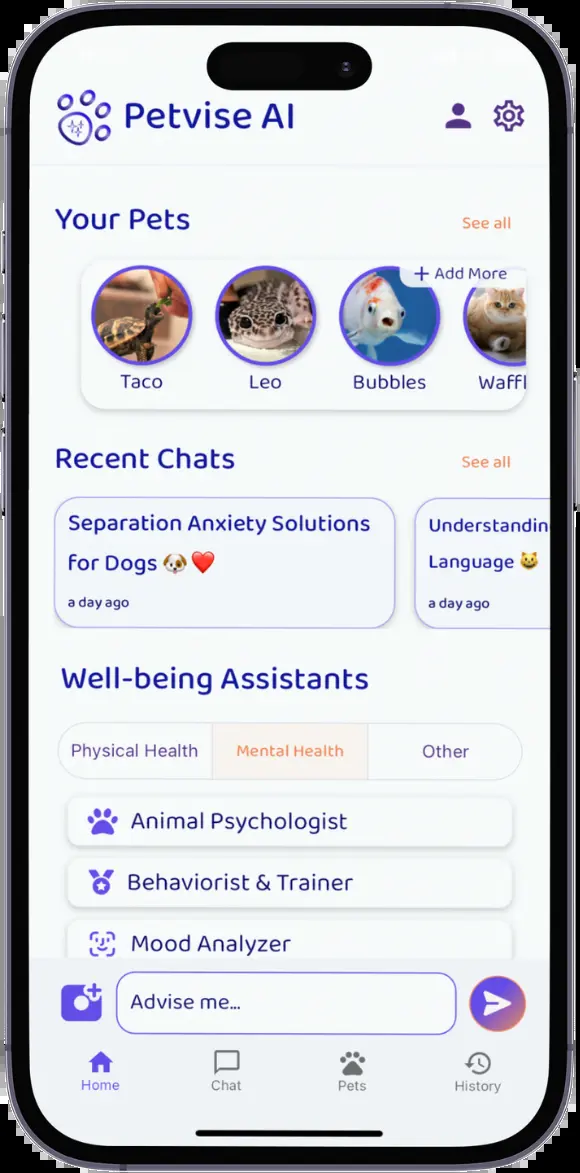 Petvise AI
Your Pets
See all
+ Add More
Taco
Leo
Bubbles
Waffl
Recent Chats
See all
Separation Anxiety Solutions
for Dogs 🐶❤️
a day ago
Understandin
Language 😺
a day ago
Well-being Assistants
Physical Health
Mental Health
Other
Animal Psychologist
Behaviorist & Trainer
Mood Analyzer
Advise me...
Home
Chat
Pets
History